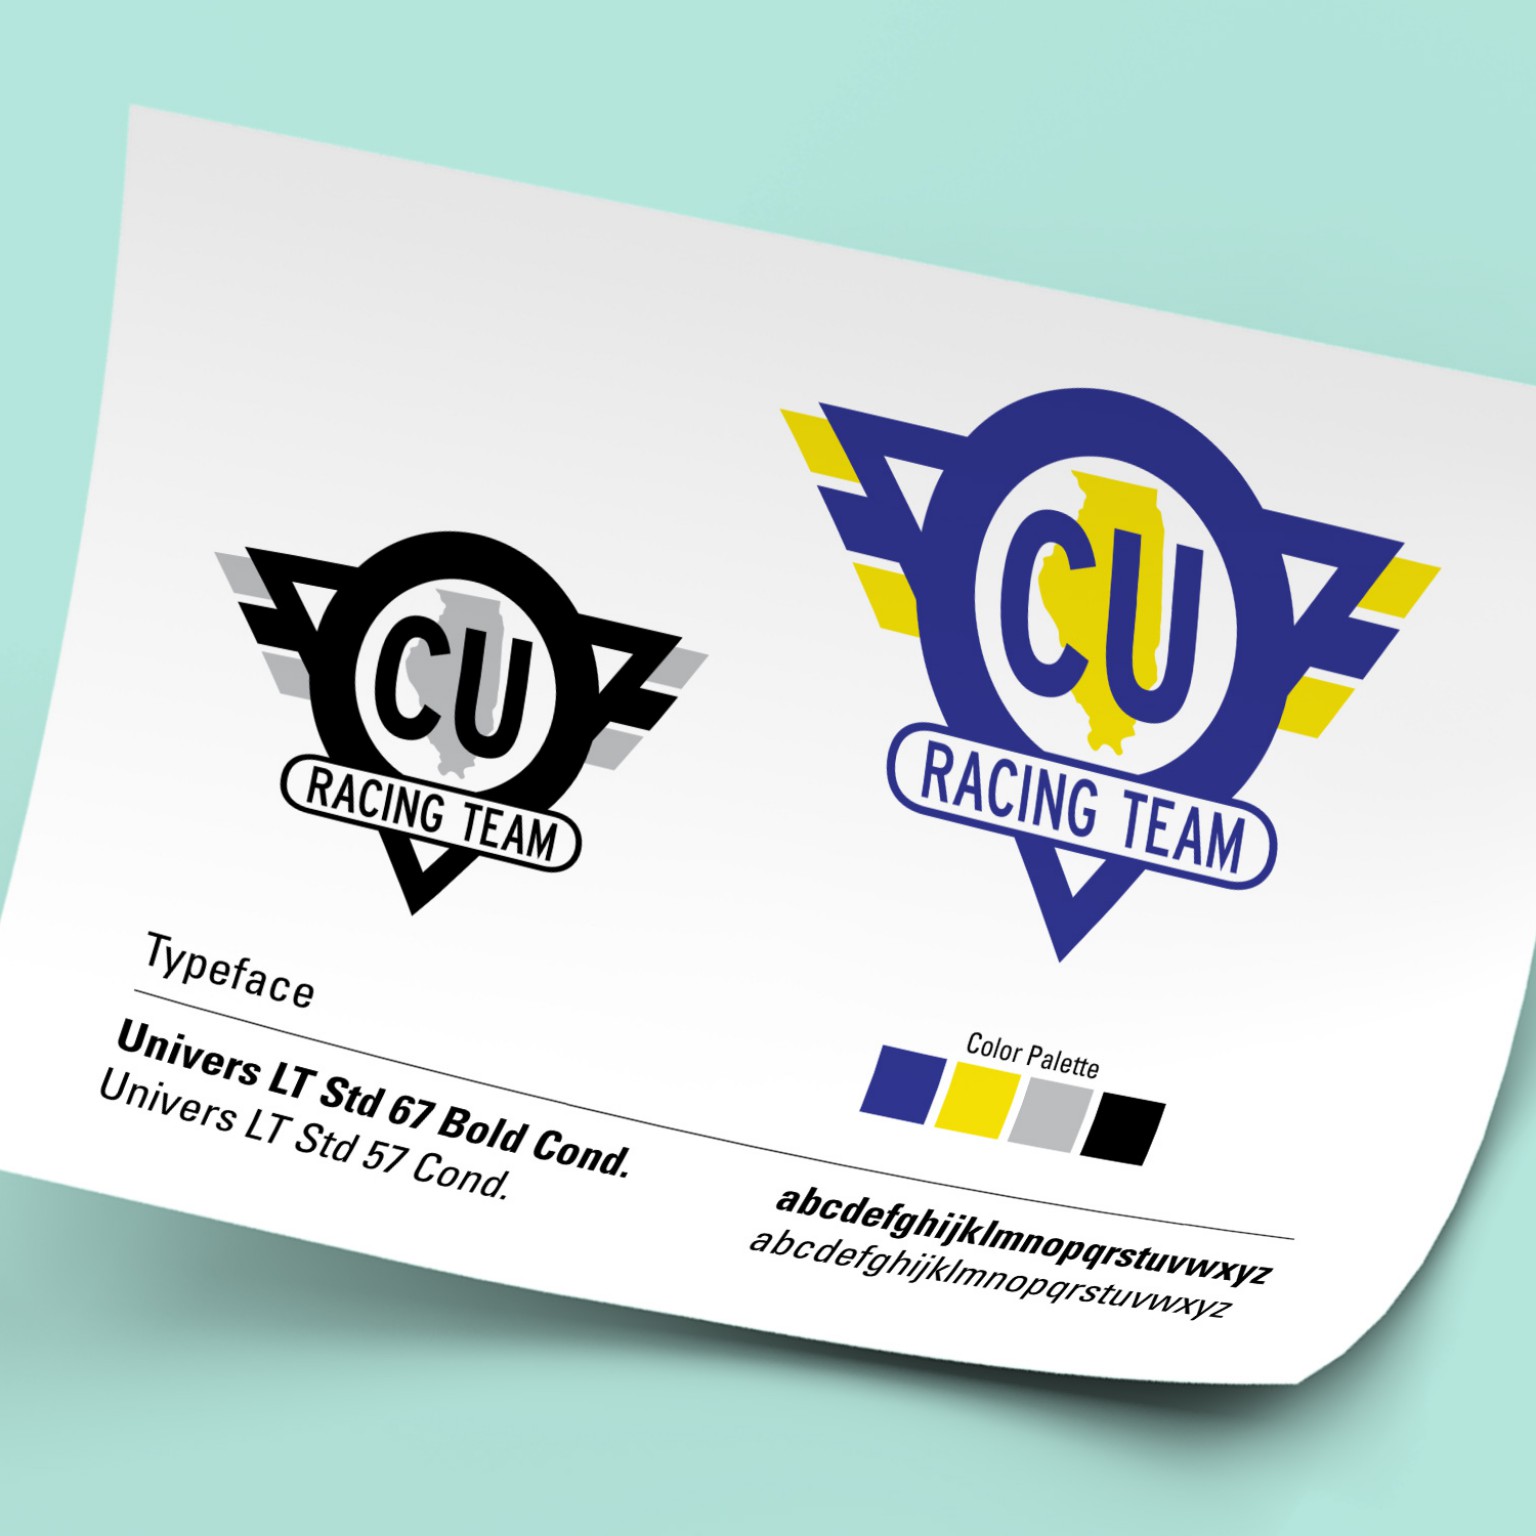 CU
RACING TEAM
CU
RACING TEAM
Typeface
Univers LT Std 67 Bold Cond.
Univers LT Std 57 Cond.
Color Palette
abcdefghijklmnopqrstuvwxyz
abcdefghijklmnopqrstuvwxyz